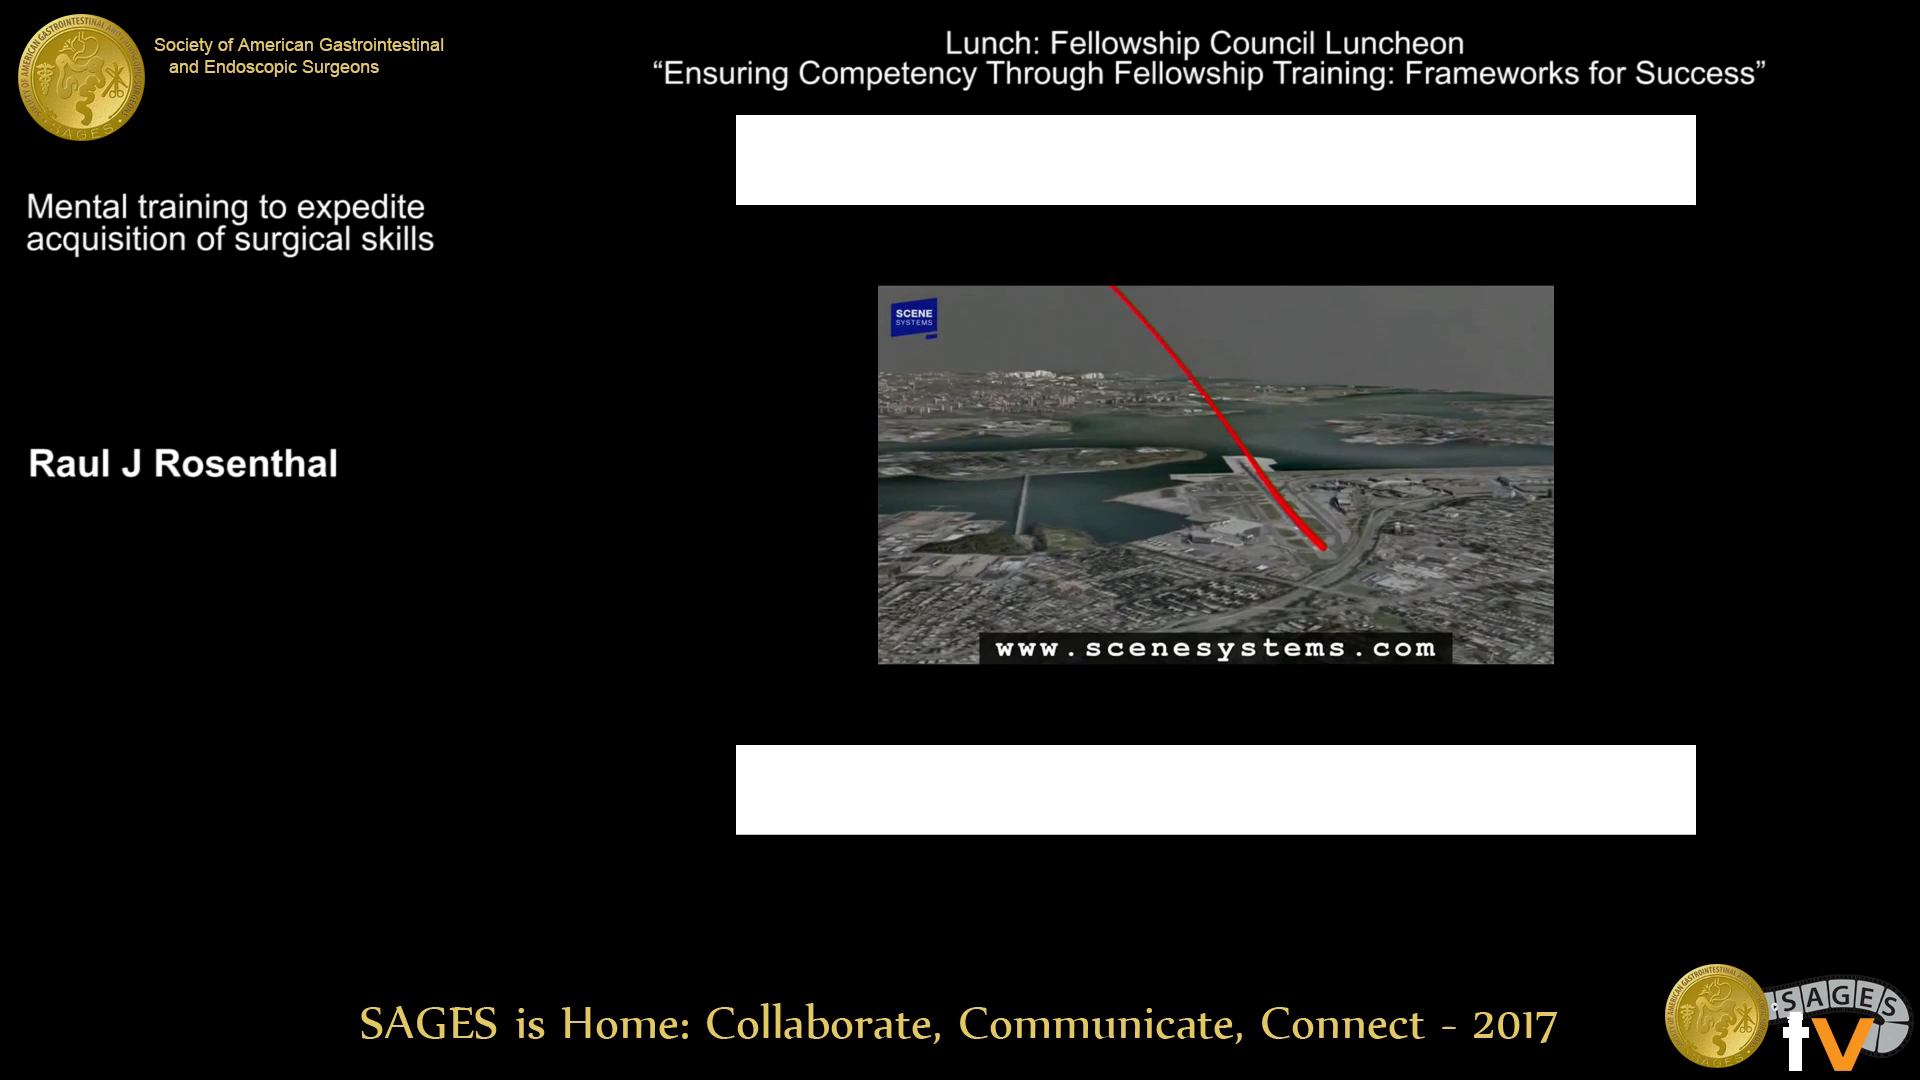 Society of American Gastrointestinal
and Endoscopic Surgeons
Lunch: Fellowship Council Luncheon
“Ensuring Competency Through Fellowship Training: Frameworks for Success”
Mental training to expedite
acquisition of surgical skills
Raul J Rosenthal
SCENE
SYSTEMS
www.scenesystems.com
SAGES is Home: Collaborate, Communicate, Connect - 2017
SAGES
tv
SAGES